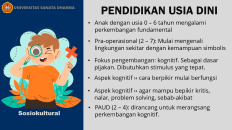 UNIVERSITAS SANATA DHARMA
PENDIDIKAN USIA DINI
• Anak dengan usia 0 – 6 tahun mengalami
perkembangan fundamental
• Pre-operasional (2 – 7): Mulai mengenali
lingkungan sekitar dengan kemampuan simbolis
• Fokus pengembangan: kognitif. Sebagai dasar
pijakan. Dibutuhkan stimulus yang tepat.
• Aspek kognitif ›› cara berpikir mulai berfungsi
• Aspek kognitif ›› agar mampu bepikir kritis,
nalar, problem solving, sebab-akibat
• PAUD (2 – 4): dirancang untuk merangsang
perkembangan kognitif.
Sosiokultural